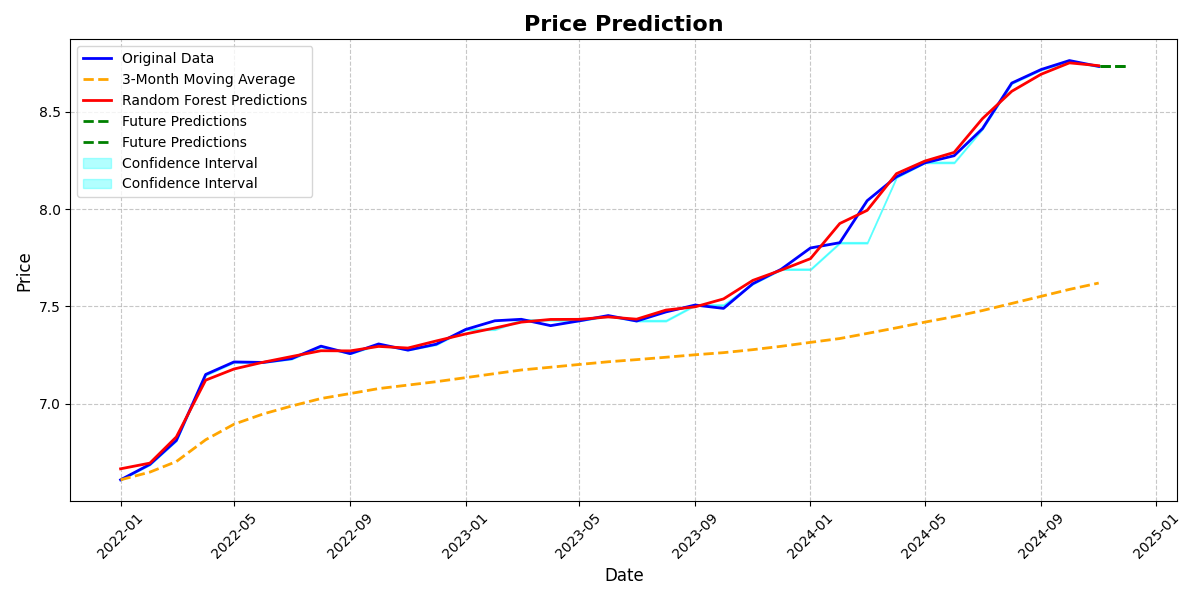 Price Prediction
Original Data
3-Month Moving Average
Random Forest Predictions
Future Predictions
Future Predictions
Confidence Interval
Confidence Interval
Price
8.5
8.0
7.5
7.0
2022-01
2022-05
2022-09
2023-01
2023-05
2023-09
2024-01
2024-05
2024-09
2025-01
Date